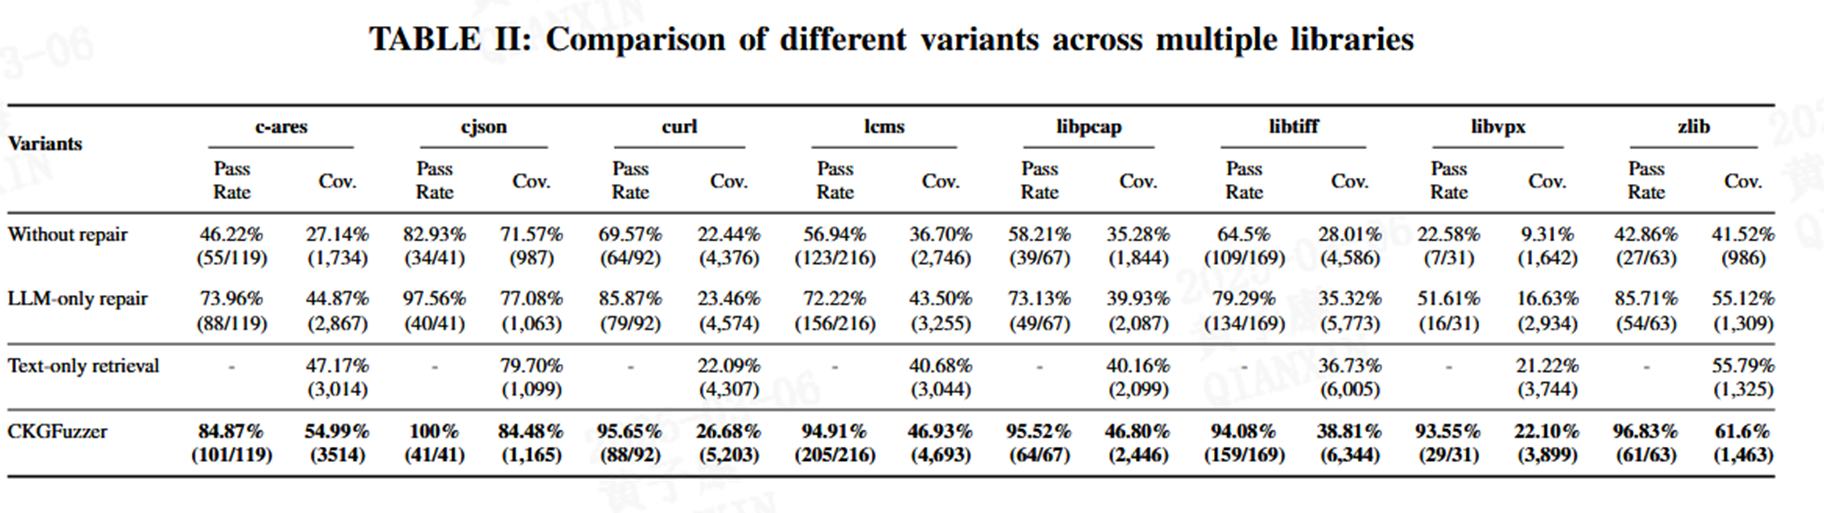 TABLE II: Comparison of different variants across multiple libraries
Variants c-ares cjson curl lcms libpcap libtiff libvpx zlib
Pass Rate Cov. Pass Rate Cov. Pass Rate Cov. Pass Rate Cov. Pass Rate Cov. Pass Rate Cov. Pass Rate Cov. Pass Rate Cov.
Without repair 46.22% 27.14% 82.93% 71.57% 69.57% 22.44% 56.94% 36.70% 58.21% 35.28% 64.5% 28.01% 22.58% 9.31% 42.86% 41.52%
(55/119) (1,734) (34/41) (987) (64/92) (4,376) (123/216) (2,746) (39/67) (1,844) (109/169) (4,586) (7/31) (1,642) (27/63) (986)
LLM-only repair 73.96% 44.87% 97.56% 77.08% 85.87% 23.46% 72.22% 43.50% 73.13% 39.93% 79.29% 35.32% 51.61% 16.63% 85.71% 55.12%
(88/119) (2,867) (40/41) (1,063) (79/92) (4,574) (156/216) (3,255) (49/67) (2,087) (134/169) (5,773) (16/31) (2,934) (54/63) (1,309)
Text-only retrieval - 47.17% - 79.70% - 22.09% - 40.68% - 40.16% - 36.73% - 21.22% - 55.79%
(3,014) (1,099) (4,307) (3,044) (2,099) (6,005) (3,744) (1,325)
CKGFuzzer 84.87% 54.99% 100% 84.48% 95.65% 26.68% 94.91% 46.93% 95.52% 46.80% 94.08% 38.81% 93.55% 22.10% 96.83% 61.6%
(101/119) (3514) (41/41) (1,165) (88/92) (5,203) (205/216) (4,693) (64/67) (2,446) (159/169) (6,344) (29/31) (3,899) (61/63) (1,463)